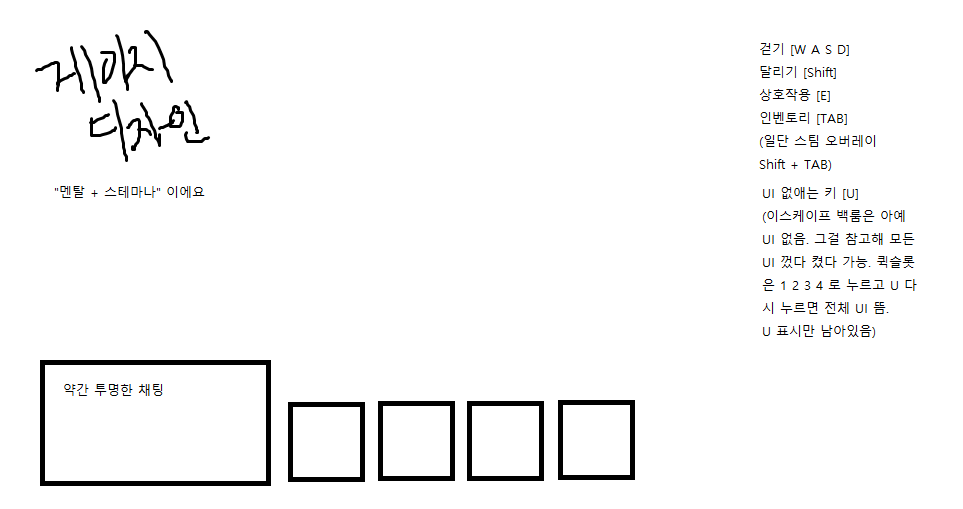 게이지
디자인
"멘탈 + 스테마나" 이에요
걷기 [W A S D]
달리기 [Shift]
상호작용 [E]
인벤토리 [TAB]
(일단 스팀 오버레이
Shift + TAB)
UI 없애는 키 [U]
(이스케이프 백룸은 아예
UI 없음. 그걸 참고해 모든
UI 껐다 켰다 가능. 퀵슬롯
은 1 2 3 4 로 누르고 U 다
시 누르면 전체 UI 뜸.
U 표시만 남아있음)
약간 투명한 채팅